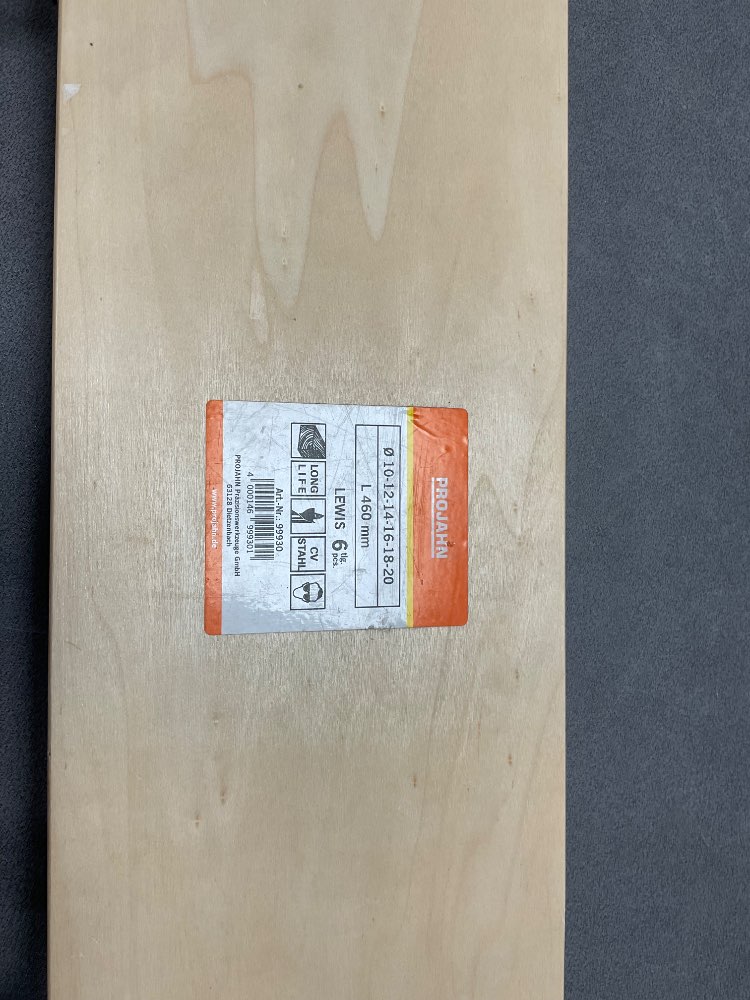 PROJAHN
Ø 10-12-14-16-18-20
L 460 mm
LEWIS 6 tlg. pcs.
LONG LIFE
CV STAHL
Art.-Nr.: 99930
4 000146 999301
PROJAHN Präzisionswerkzeuge GmbH
63128 Dietzenbach
www.projahn.de